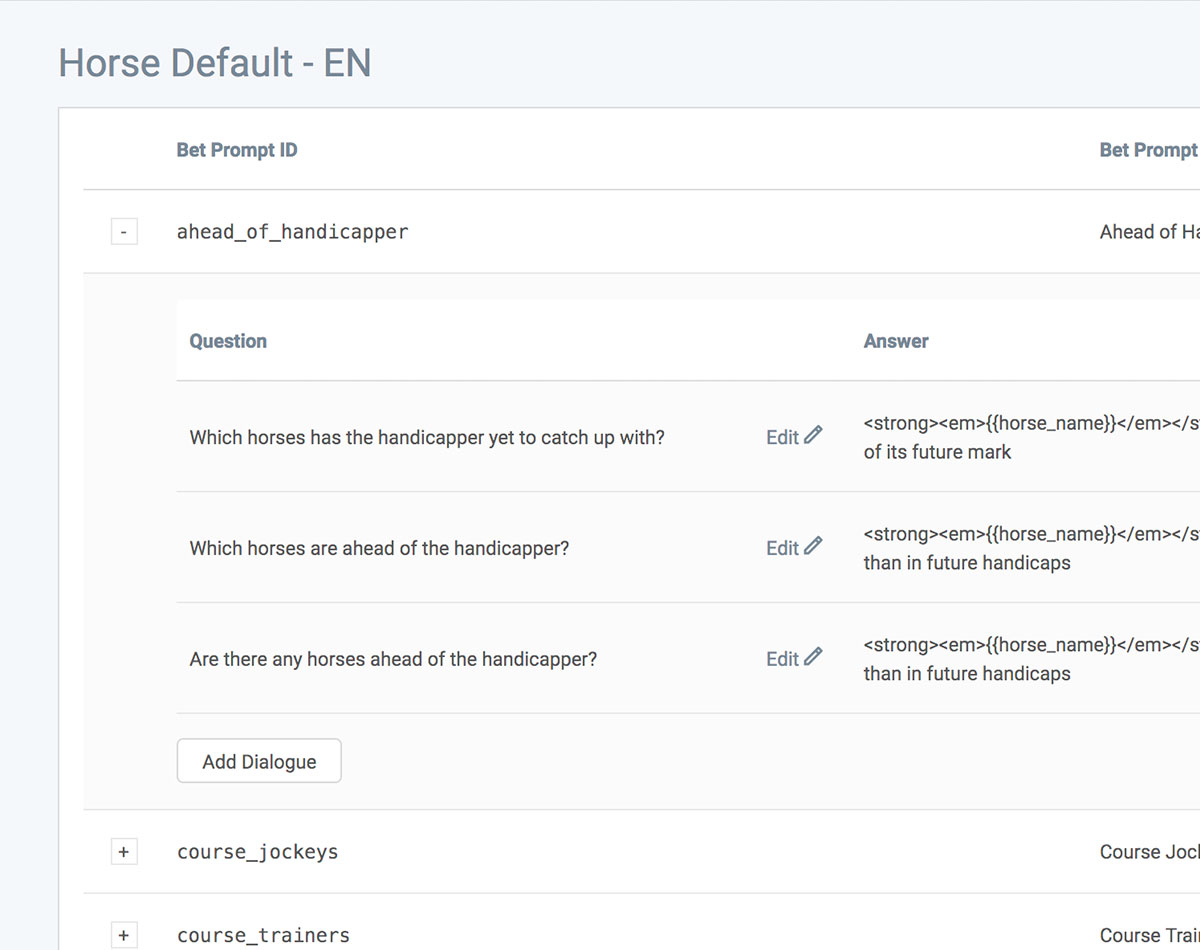 Horse Default - EN
Bet Prompt ID Bet Prompt
- ahead_of_handicapper Ahead of
Question Answer
Which horses has the handicapper yet to catch up with? Edit <strong><em>{{horse_name}}</em></s
of its future mark
Which horses are ahead of the handicapper? Edit <strong><em>{{horse_name}}</em></s
than in future handicaps
Are there any horses ahead of the handicapper? Edit <strong><em>{{horse_name}}</em></s
than in future handicaps
Add Dialogue
+ course_jockeys Course
+ course_trainers Course